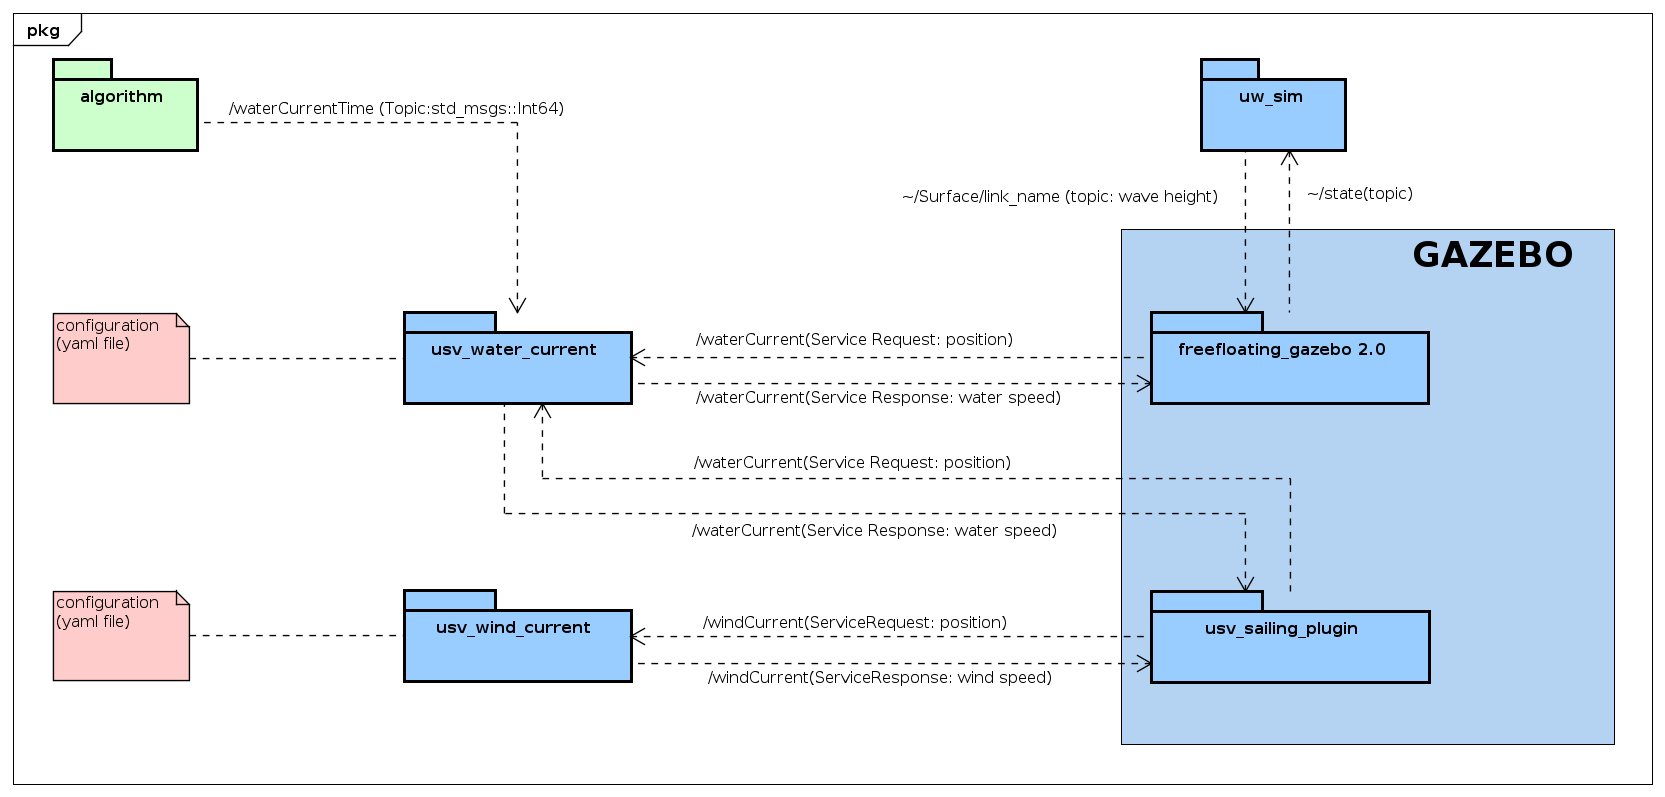 pkg
algorithm
/waterCurrentTime (Topic:std_msgs::Int64)
uw_sim
~/Surface/link_name (topic: wave height)
~/state(topic)
GAZEBO
configuration
(yaml file)
usv_water_current
/waterCurrent(Service Request: position)
/waterCurrent(Service Response: water speed)
freefloating_gazebo 2.0
/waterCurrent(Service Request: position)
/waterCurrent(Service Response: water speed)
configuration
(yaml file)
usv_wind_current
/windCurrent(ServiceRequest: position)
/windCurrent(ServiceResponse: wind speed)
usv_sailing_plugin